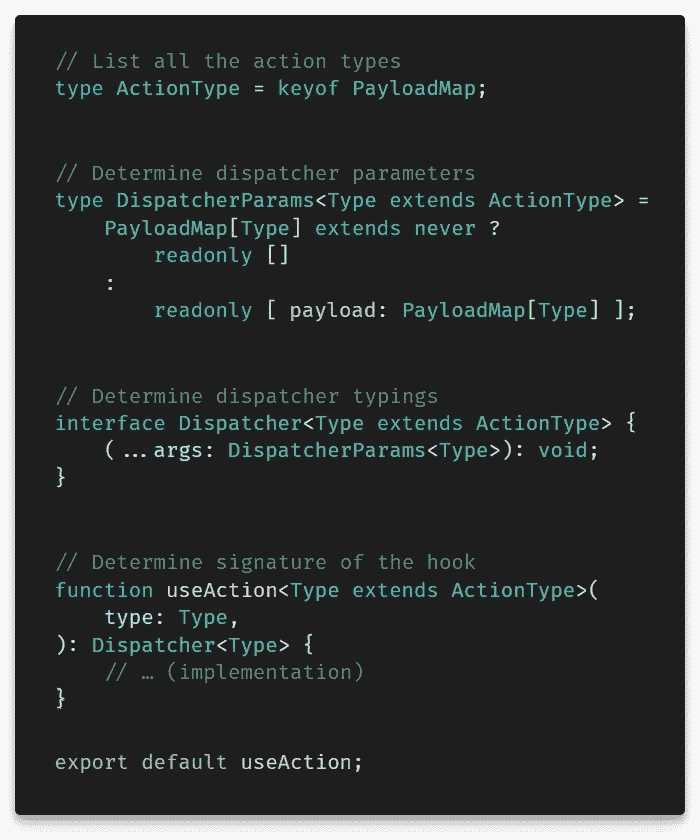 // List all the action types
type ActionType = keyof PayloadMap;
// Determine dispatcher parameters
type DispatcherParams<Type extends ActionType> =
    PayloadMap[Type] extends never ?
        readonly []
    :
        readonly [ payload: PayloadMap[Type] ];
// Determine dispatcher typings
interface Dispatcher<Type extends ActionType> {
    (...args: DispatcherParams<Type>): void;
}
// Determine signature of the hook
function useAction<Type extends ActionType>(
    type: Type,
): Dispatcher<Type> {
    // … (implementation)
}
export default useAction;